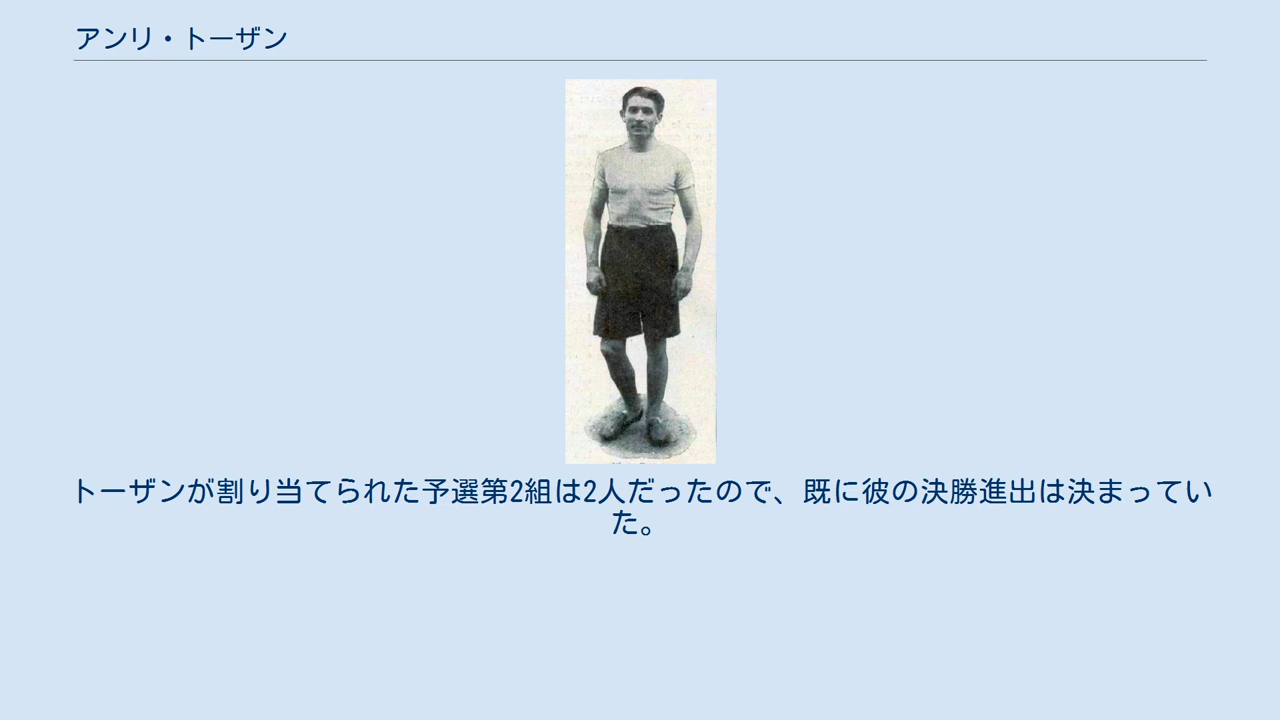 アンリ・トーザン
トーザンが割り当てられた予選第2組は2人だったので、既に彼の決勝進出は決まってい
た。